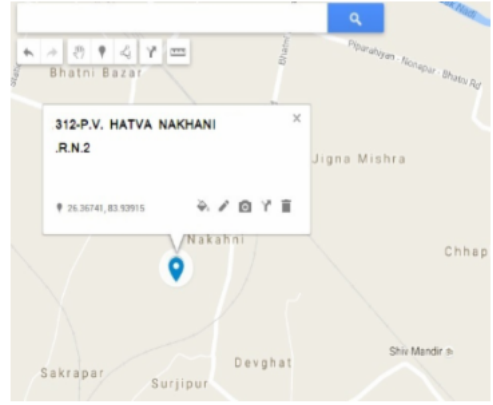 Bhatni Bazar
Piparahiyan - Nonapar - Bhatni Rd
312-P.V. HATVA NAKHANI
.R.N.2
26.36741, 83.93915
Jigna Mishra
Nakahni
Chhap
Shiv Mandir
Devghat
Sakrapar
Surjipur